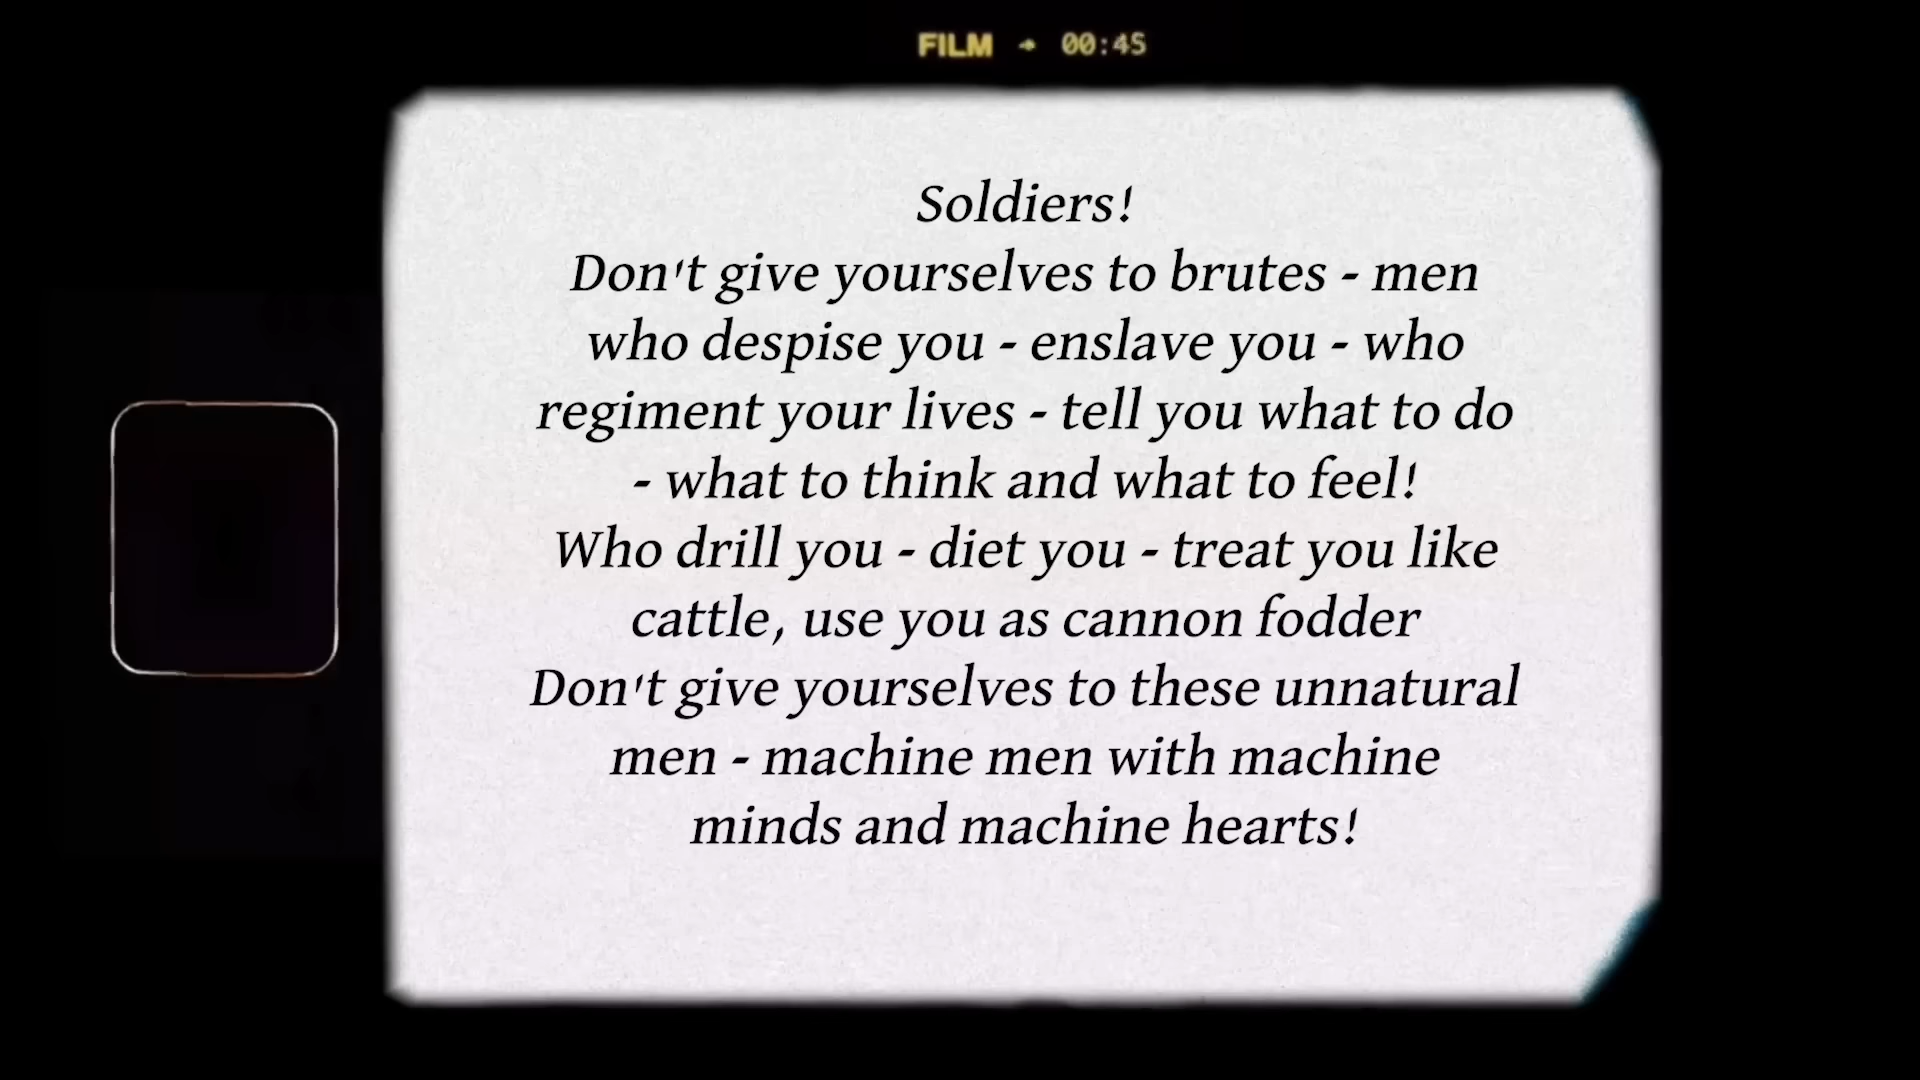 FILM → 00:45
Soldiers!
Don't give yourselves to brutes - men
who despise you - enslave you - who
regiment your lives - tell you what to do
- what to think and what to feel!
Who drill you - diet you - treat you like
cattle, use you as cannon fodder
Don't give yourselves to these unnatural
men - machine men with machine
minds and machine hearts!